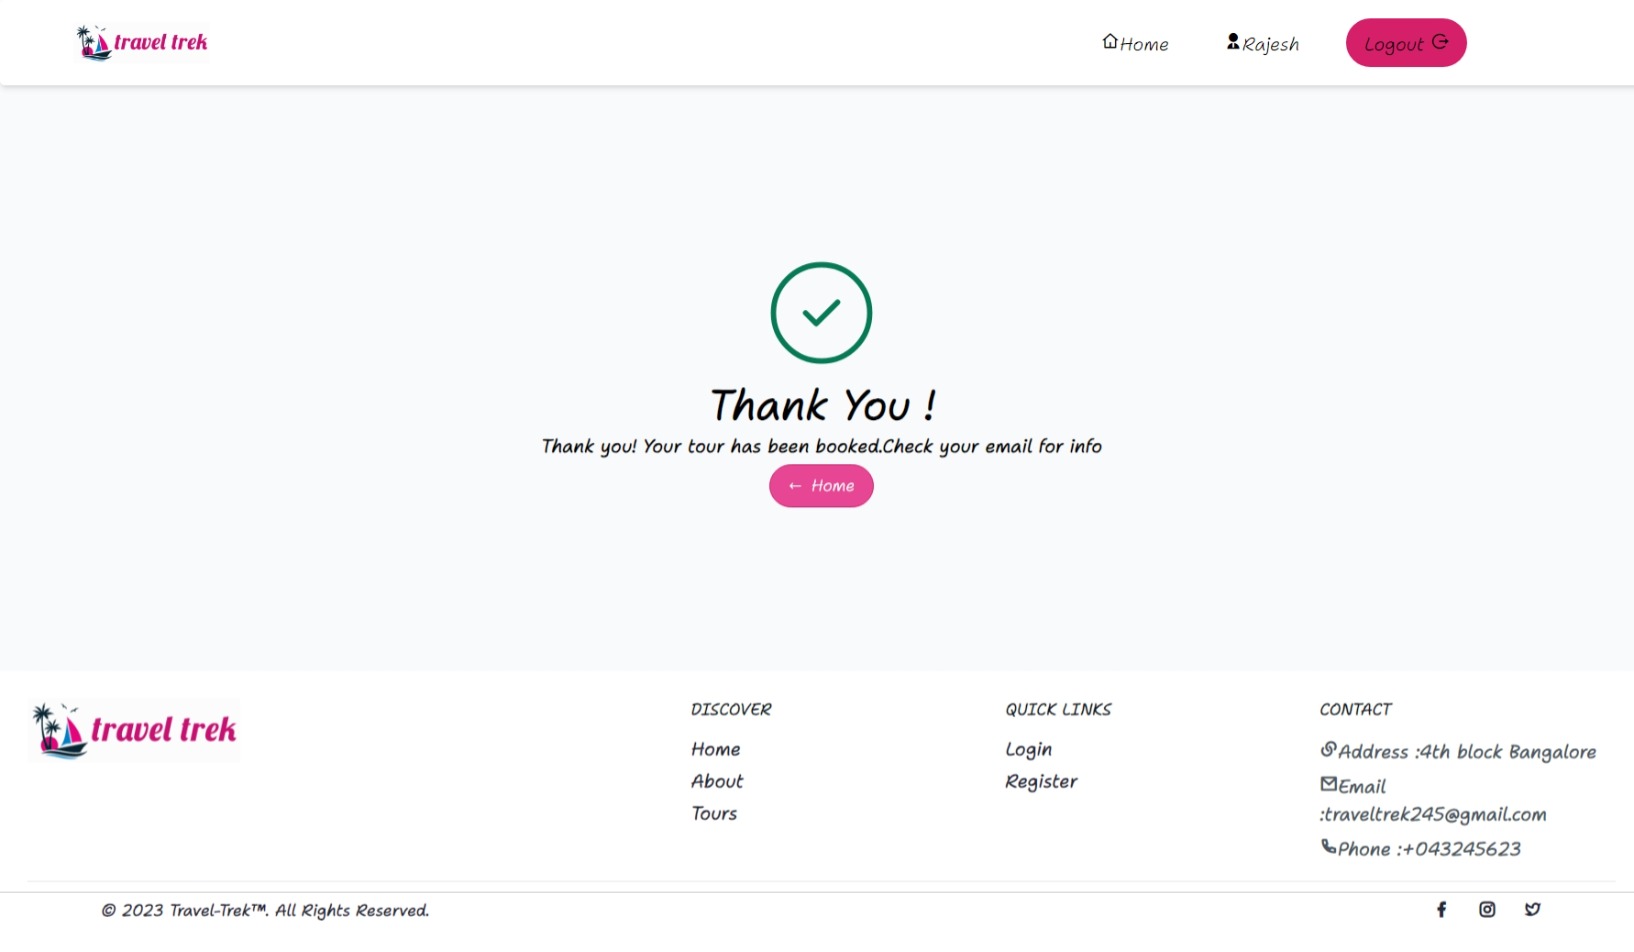 travel trek
Home
Rajesh
Logout
Thank You !
Thank you! Your tour has been booked.Check your email for info
← Home
travel trek
DISCOVER
Home
About
Tours
QUICK LINKS
Login
Register
CONTACT
Address :4th block Bangalore
Email
:traveltrek245@gmail.com
Phone :+043245623
© 2023 Travel-Trek™. All Rights Reserved.